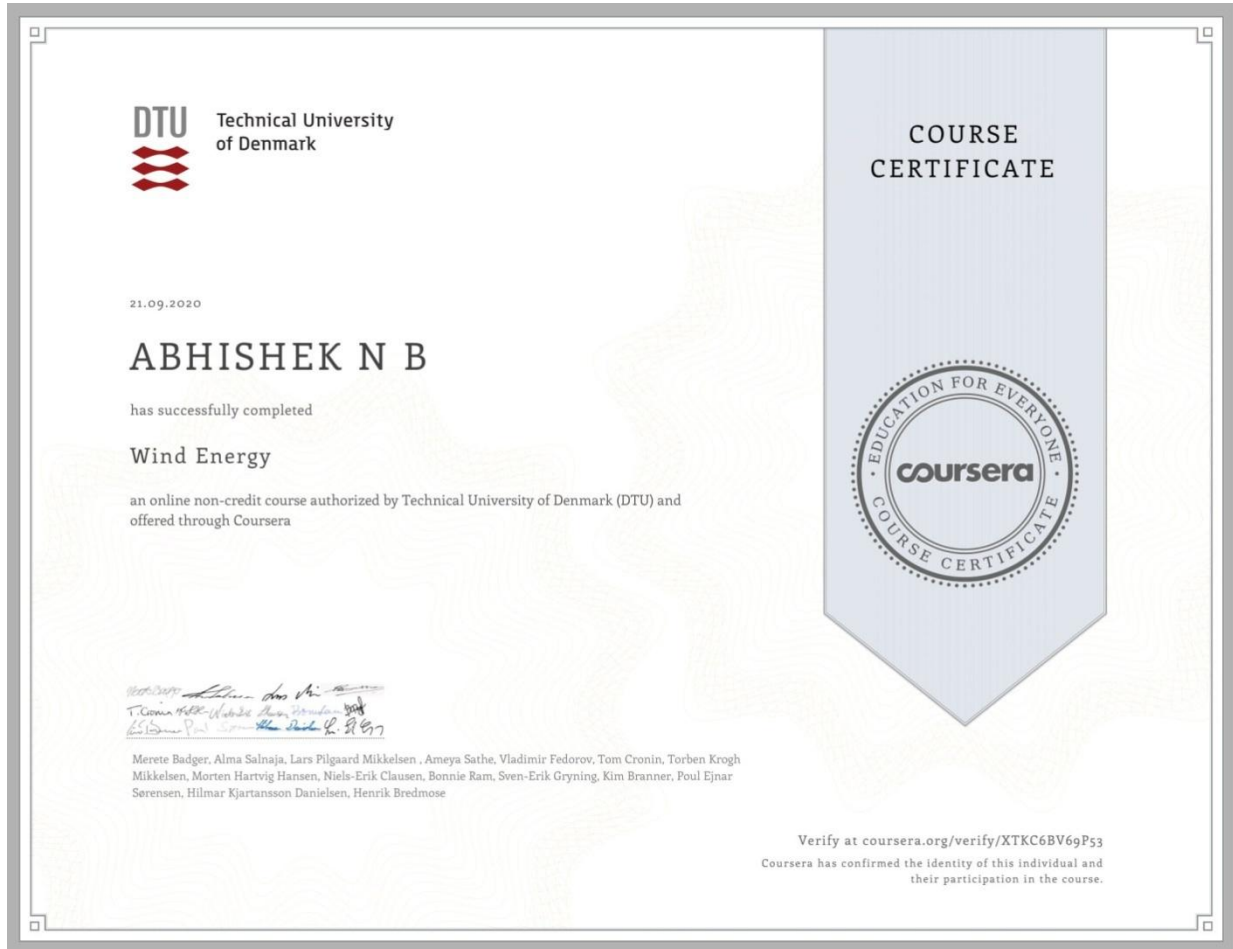 DTU
Technical University
of Denmark
COURSE
CERTIFICATE
21.09.2020
ABHISHEK N B
has successfully completed
Wind Energy
an online non-credit course authorized by Technical University of Denmark (DTU) and
offered through Coursera
EDUCATION FOR EVERYONE
coursera
COURSE CERTIFICATE
T. Cronin
Merete Badger, Alma Salnaja, Lars Pilgaard Mikkelsen , Ameya Sathe, Vladimir Fedorov, Tom Cronin, Torben Krogh
Mikkelsen, Morten Hartvig Hansen, Niels-Erik Clausen, Bonnie Ram, Sven-Erik Gryning, Kim Branner, Poul Ejnar
Sørensen, Hilmar Kjartansson Danielsen, Henrik Bredmose
Verify at coursera.org/verify/XTKC6BV69P53
Coursera has confirmed the identity of this individual and
their participation in the course.